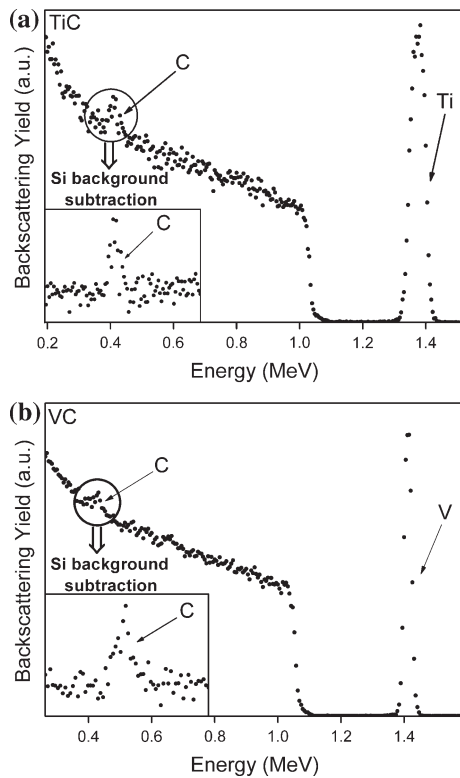 (a) TiC
C
Ti
Si background
subtraction
C
Backscattering Yield (a.u.)
0.2 0.4 0.6 0.8 1.0 1.2 1.4
Energy (MeV)
(b) VC
C
V
Si background
subtraction
C
Backscattering Yield (a.u.)
0.4 0.6 0.8 1.0 1.2 1.4
Energy (MeV)